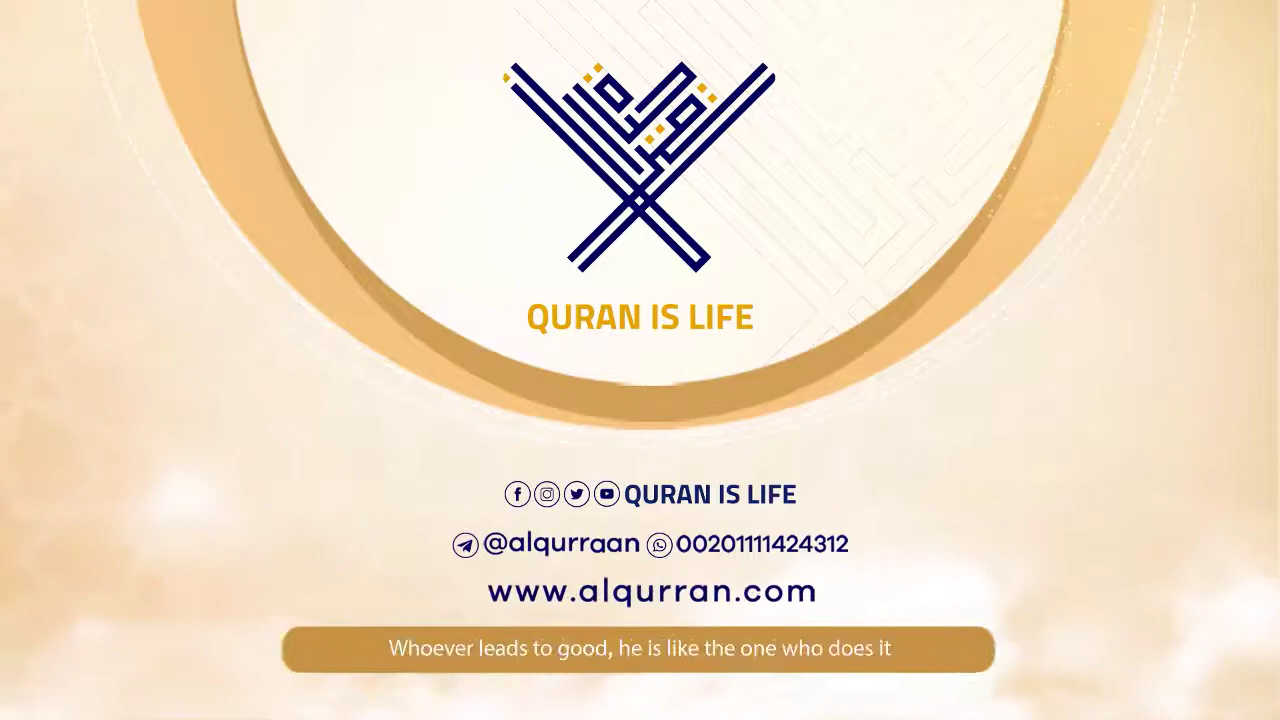 QURAN IS LIFE
QURAN IS LIFE
@alqurraan 00201111424312
www.alqurran.com
Whoever leads to good, he is like the one who does it